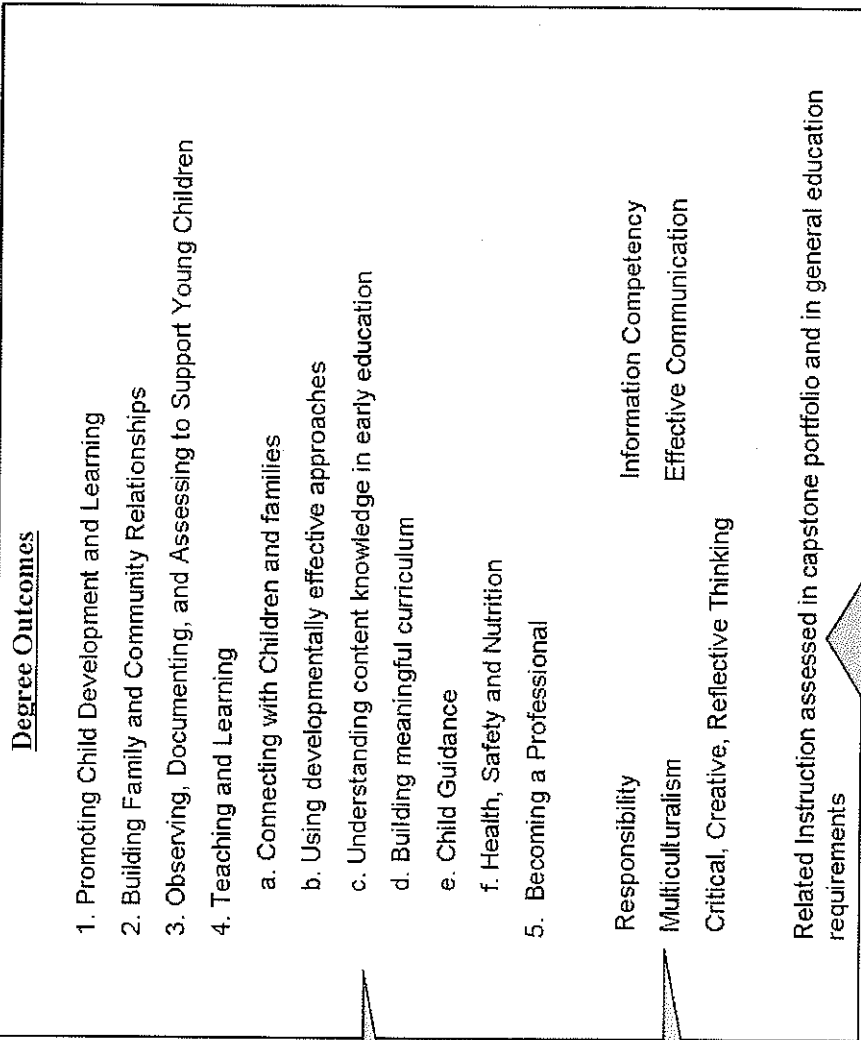 Degree Outcomes
1. Promoting Child Development and Learning
2. Building Family and Community Relationships
3. Observing, Documenting, and Assessing to Support Young Children
4. Teaching and Learning
a. Connecting with Children and families
b. Using developmentally effective approaches
c. Understanding content knowledge in early education
d. Building meaningful curriculum
e. Child Guidance
f. Health, Safety and Nutrition
5. Becoming a Professional
Responsibility
Information Competency
Multiculturalism
Effective Communication
Critical, Creative, Reflective Thinking
Related Instruction assessed in capstone portfolio and in general education
requirements